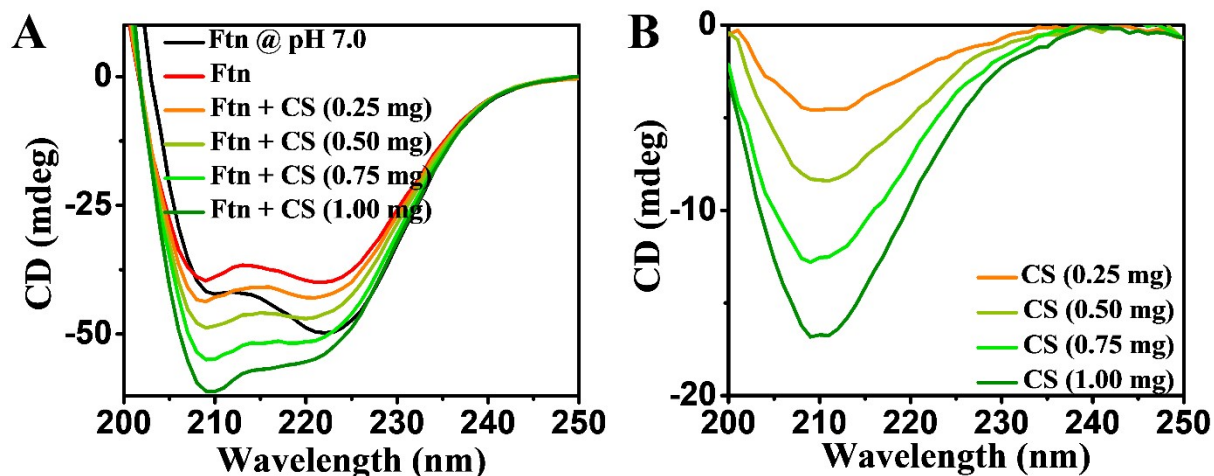 A
Ftn @ pH 7.0
Ftn
Ftn + CS (0.25 mg)
Ftn + CS (0.50 mg)
Ftn + CS (0.75 mg)
Ftn + CS (1.00 mg)
0
-25
-50
CD (mdeg)
200 210 220 230 240 250
Wavelength (nm)
B
0
-10
-20
CD (mdeg)
CS (0.25 mg)
CS (0.50 mg)
CS (0.75 mg)
CS (1.00 mg)
200 210 220 230 240 250
Wavelength (nm)